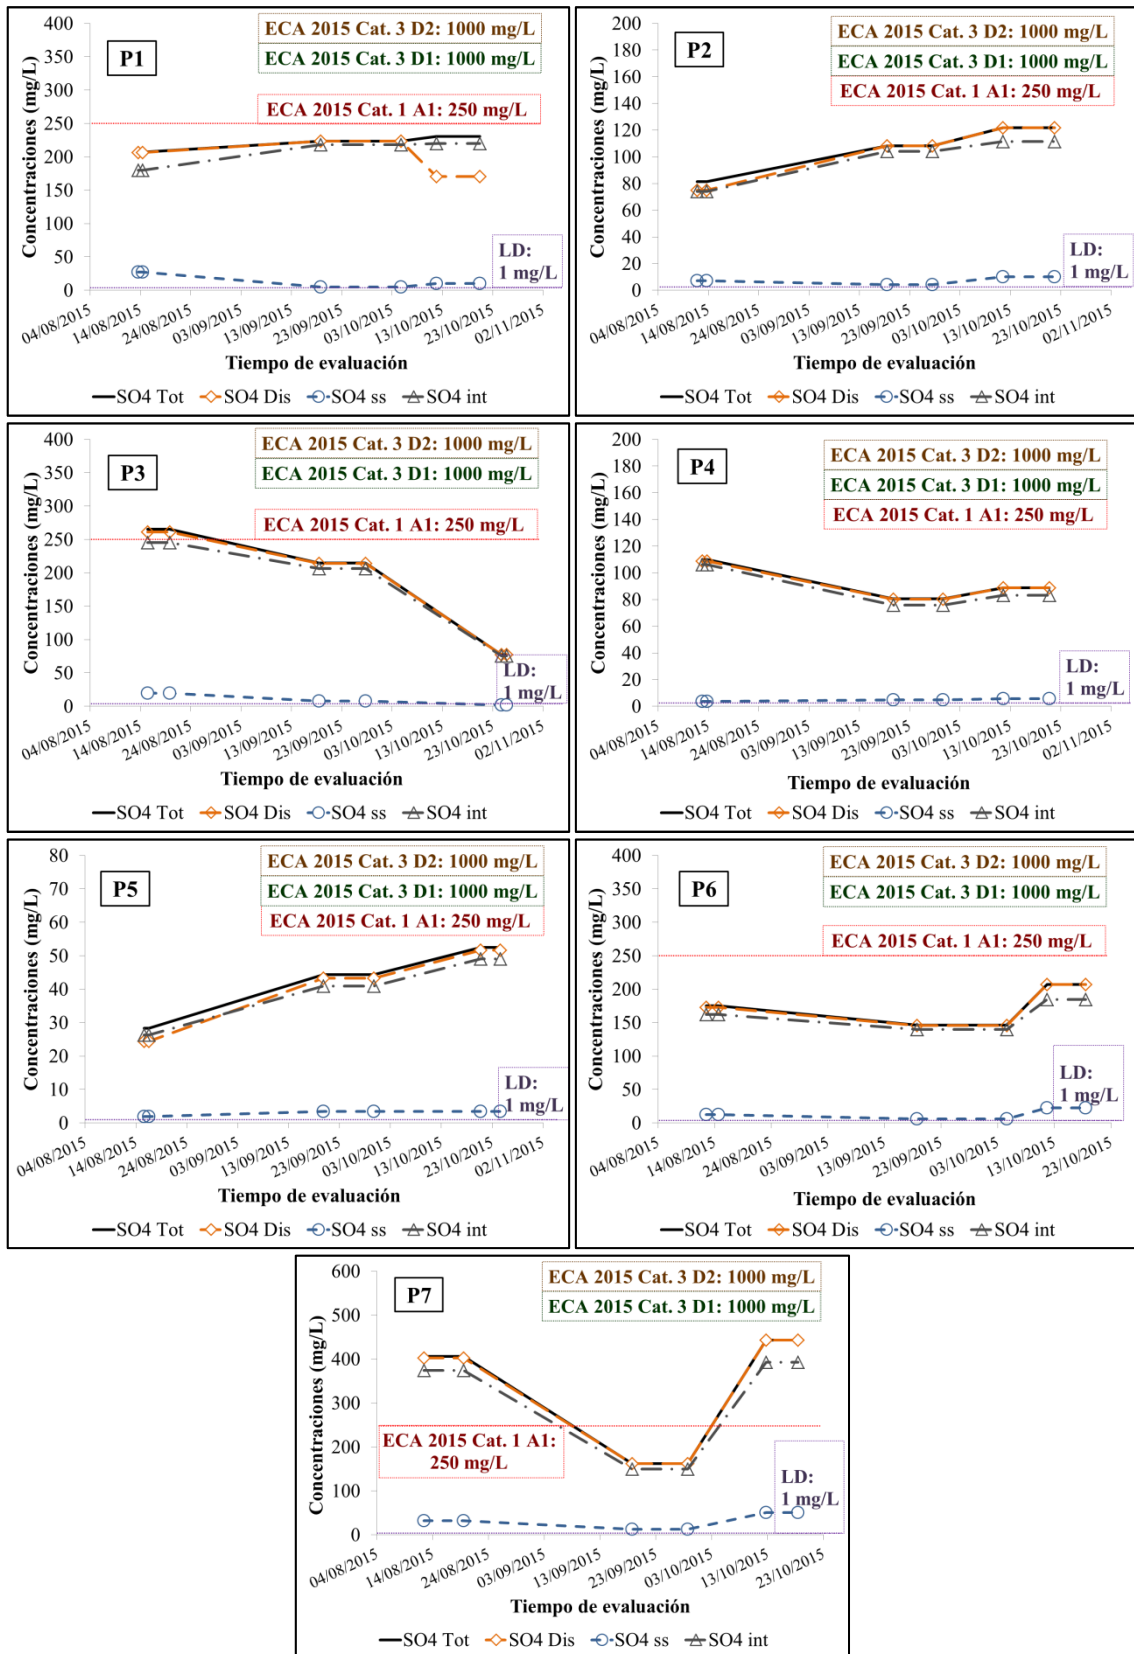 P1
ECA 2015 Cat. 3 D2: 1000 mg/L
ECA 2015 Cat. 3 D1: 1000 mg/L
ECA 2015 Cat. 1 A1: 250 mg/L
LD:
1 mg/L
Concentraciones (mg/L)
400
350
300
250
200
150
100
50
0
04/08/2015
14/08/2015
24/08/2015
03/09/2015
13/09/2015
23/09/2015
03/10/2015
13/10/2015
23/10/2015
02/11/2015
Tiempo de evaluación
SO4 Tot SO4 Dis SO4 ss SO4 int
P2
ECA 2015 Cat. 3 D2: 1000 mg/L
ECA 2015 Cat. 3 D1: 1000 mg/L
ECA 2015 Cat. 1 A1: 250 mg/L
LD:
1 mg/L
Concentraciones (mg/L)
200
180
160
140
120
100
80
60
40
20
0
04/08/2015
14/08/2015
24/08/2015
03/09/2015
13/09/2015
23/09/2015
03/10/2015
13/10/2015
23/10/2015
02/11/2015
Tiempo de evaluación
SO4 Tot SO4 Dis SO4 ss SO4 int
P3
ECA 2015 Cat. 3 D2: 1000 mg/L
ECA 2015 Cat. 3 D1: 1000 mg/L
ECA 2015 Cat. 1 A1: 250 mg/L
LD:
1 mg/L
Concentraciones (mg/L)
400
350
300
250
200
150
100
50
0
04/08/2015
14/08/2015
24/08/2015
03/09/2015
13/09/2015
23/09/2015
03/10/2015
13/10/2015
23/10/2015
02/11/2015
Tiempo de evaluación
SO4 Tot SO4 Dis SO4 ss SO4 int
P4
ECA 2015 Cat. 3 D2: 1000 mg/L
ECA 2015 Cat. 3 D1: 1000 mg/L
ECA 2015 Cat. 1 A1: 250 mg/L
LD:
1 mg/L
Concentraciones (mg/L)
200
180
160
140
120
100
80
60
40
20
0
04/08/2015
14/08/2015
24/08/2015
03/09/2015
13/09/2015
23/09/2015
03/10/2015
13/10/2015
23/10/2015
02/11/2015
Tiempo de evaluación
SO4 Tot SO4 Dis SO4 ss SO4 int
P5
ECA 2015 Cat. 3 D2: 1000 mg/L
ECA 2015 Cat. 3 D1: 1000 mg/L
ECA 2015 Cat. 1 A1: 250 mg/L
LD:
1 mg/L
Concentraciones (mg/L)
80
70
60
50
40
30
20
10
0
04/08/2015
14/08/2015
24/08/2015
03/09/2015
13/09/2015
23/09/2015
03/10/2015
13/10/2015
23/10/2015
02/11/2015
Tiempo de evaluación
SO4 Tot SO4 Dis SO4 ss SO4 int
P6
ECA 2015 Cat. 3 D2: 1000 mg/L
ECA 2015 Cat. 3 D1: 1000 mg/L
ECA 2015 Cat. 1 A1: 250 mg/L
LD:
1 mg/L
Concentraciones (mg/L)
400
350
300
250
200
150
100
50
0
04/08/2015
14/08/2015
24/08/2015
03/09/2015
13/09/2015
23/09/2015
03/10/2015
13/10/2015
23/10/2015
Tiempo de evaluación
SO4 Tot SO4 Dis SO4 ss SO4 int
P7
ECA 2015 Cat. 3 D2: 1000 mg/L
ECA 2015 Cat. 3 D1: 1000 mg/L
ECA 2015 Cat. 1 A1:
250 mg/L
LD:
1 mg/L
Concentraciones (mg/L)
600
500
400
300
200
100
0
04/08/2015
14/08/2015
24/08/2015
03/09/2015
13/09/2015
23/09/2015
03/10/2015
13/10/2015
23/10/2015
Tiempo de evaluación
SO4 Tot SO4 Dis SO4 ss SO4 int